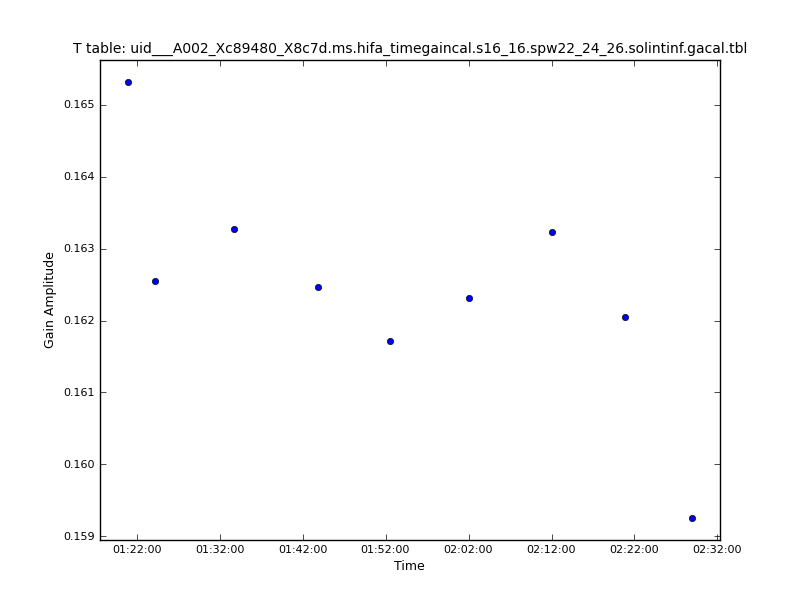 T table: uid___A002_Xc89480_X8c7d.ms.hifa_timegaincal.s16_16.spw22_24_26.solintinf.gacal.tbl
Gain Amplitude
0.165
0.164
0.163
0.162
0.161
0.160
0.159
01:22:00 01:32:00 01:42:00 01:52:00 02:02:00 02:12:00 02:22:00 02:32:00
Time